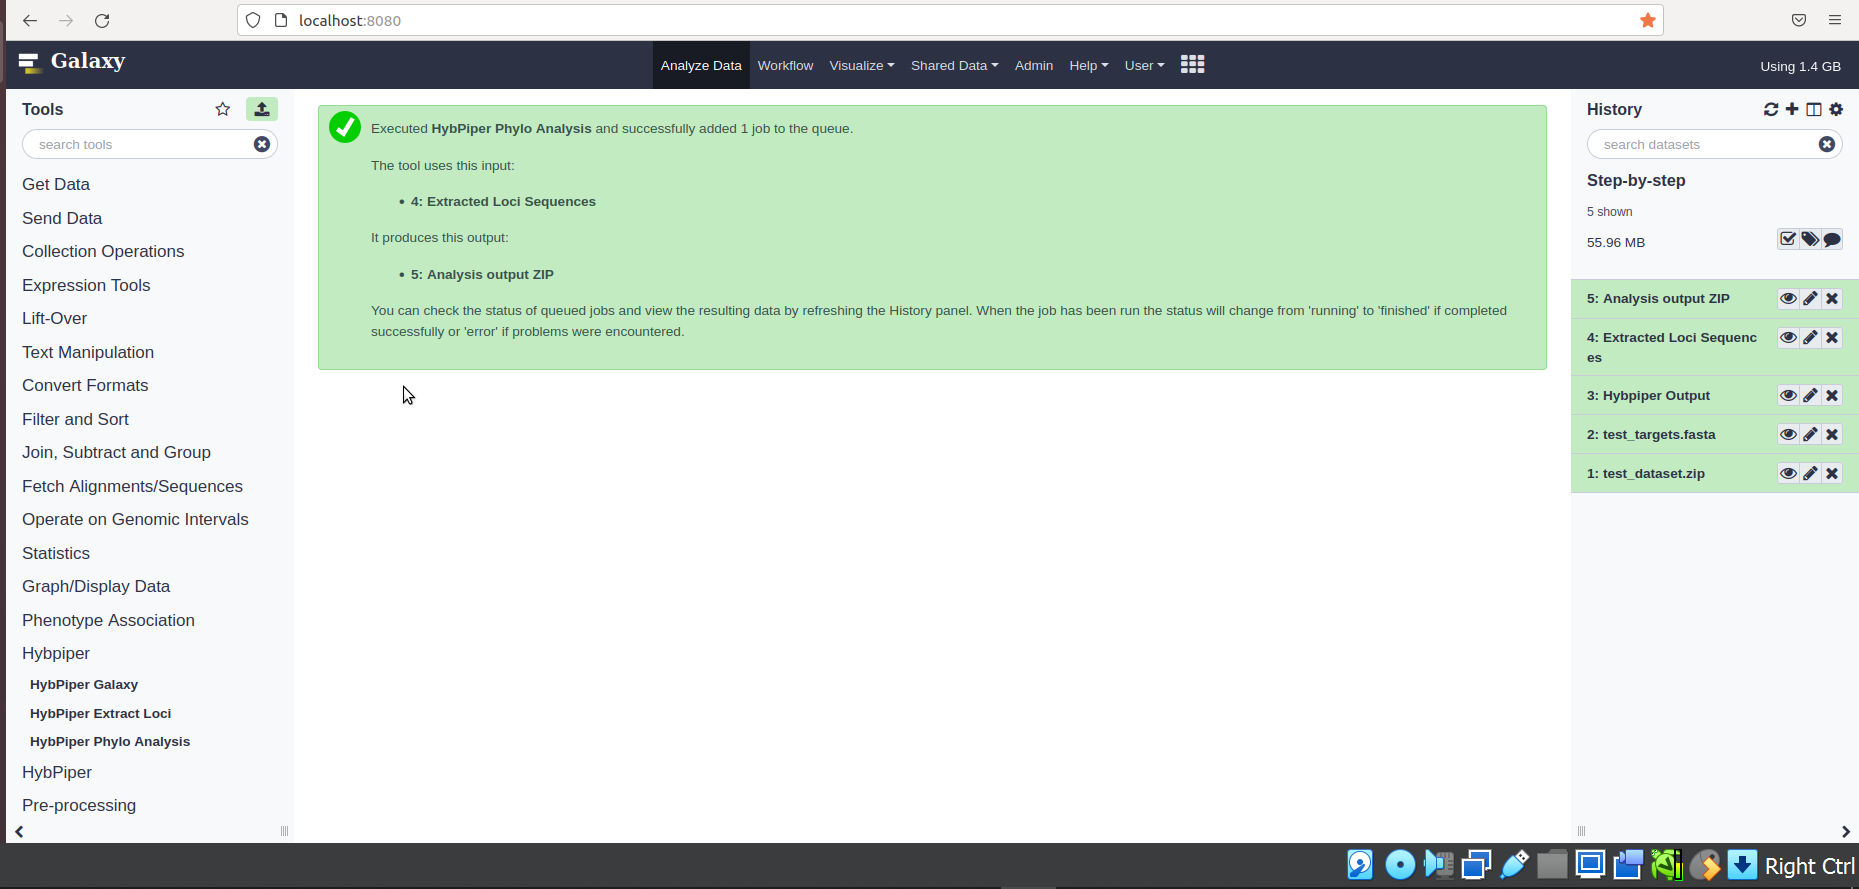 localhost:8080
Galaxy
Analyze Data
Workflow
Visualize
Shared Data
Admin
Help
User
Using 1.4 GB
Tools
search tools
Get Data
Send Data
Collection Operations
Expression Tools
Lift-Over
Text Manipulation
Convert Formats
Filter and Sort
Join, Subtract and Group
Fetch Alignments/Sequences
Operate on Genomic Intervals
Statistics
Graph/Display Data
Phenotype Association
Hybpiper
HybPiper Galaxy
HybPiper Extract Loci
HybPiper Phylo Analysis
HybPiper
Pre-processing
Executed HybPiper Phylo Analysis and successfully added 1 job to the queue.
The tool uses this input:
• 4: Extracted Loci Sequences
It produces this output:
• 5: Analysis output ZIP
You can check the status of queued jobs and view the resulting data by refreshing the History panel. When the job has been run the status will change from 'running' to 'finished' if completed
successfully or 'error' if problems were encountered.
History
search datasets
Step-by-step
5 shown
55.96 MB
5: Analysis output ZIP
4: Extracted Loci Sequenc
es
3: Hybpiper Output
2: test_targets.fasta
1: test_dataset.zip
Right Ctrl